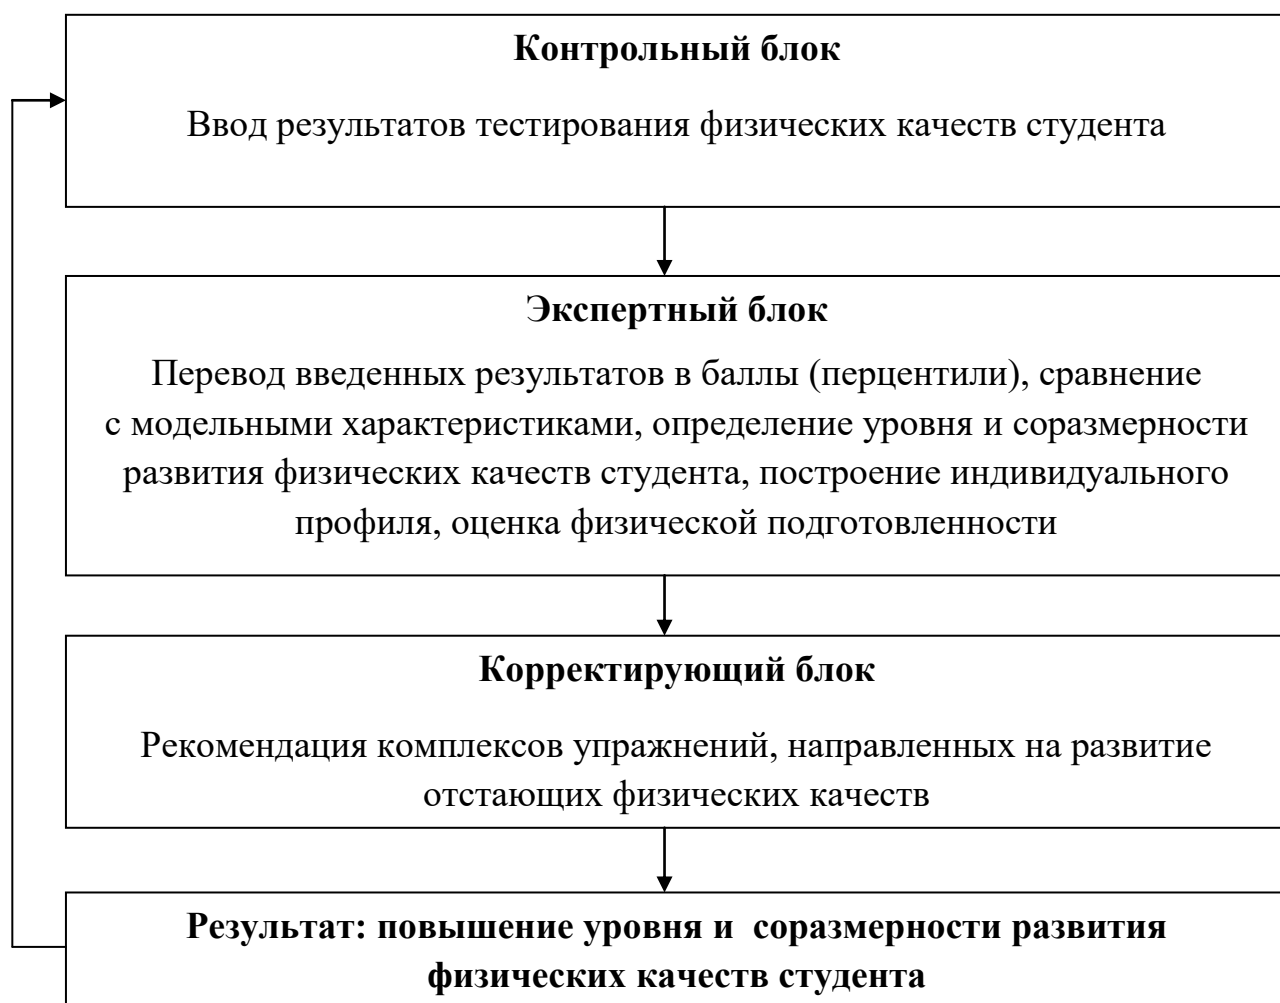 Контрольный блок
Ввод результатов тестирования физических качеств студента
Экспертный блок
Перевод введенных результатов в баллы (перцентили), сравнение
с модельными характеристиками, определение уровня и соразмерности
развития физических качеств студента, построение индивидуального
профиля, оценка физической подготовленности
Корректирующий блок
Рекомендация комплексов упражнений, направленных на развитие
отстающих физических качеств
Результат: повышение уровня и  соразмерности развития
физических качеств студента